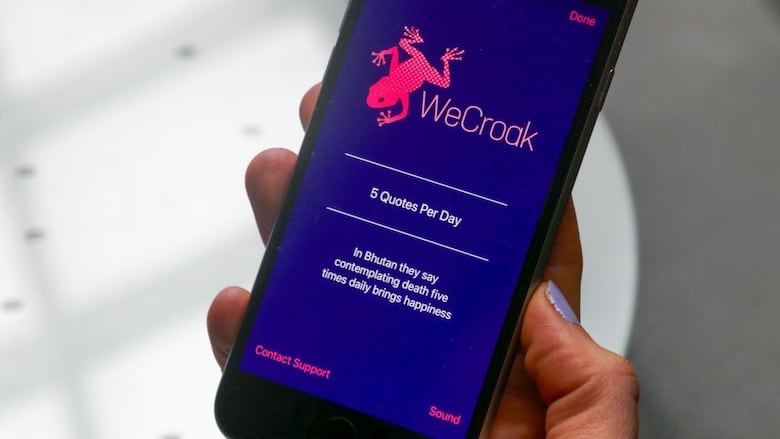 Done
WeCroak
5 Quotes Per Day
In Bhutan they say
contemplating death five
times daily brings happiness
Contact Support
Sound